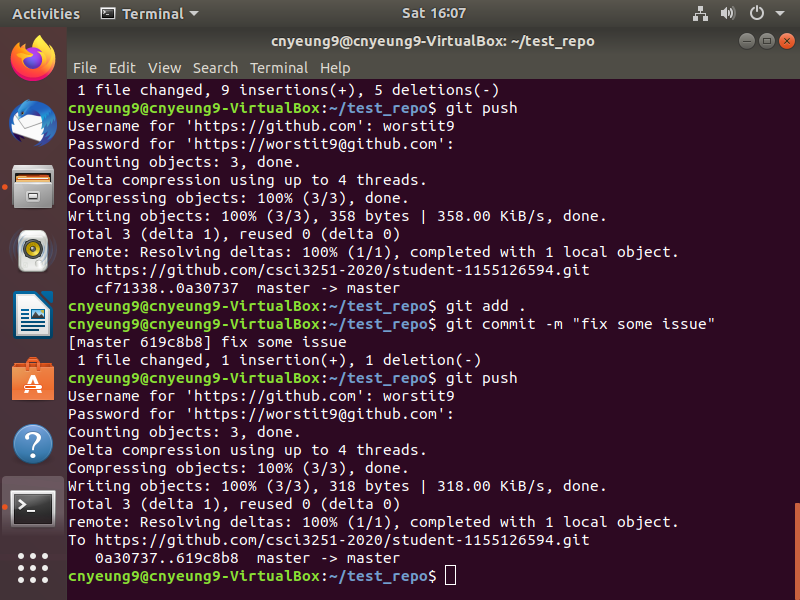 Activities Terminal Sat 16:07
cnyeung9@cnyeung9-VirtualBox: ~/test_repo
File Edit View Search Terminal Help
1 file changed, 9 insertions(+), 5 deletions(-)
cnyeung9@cnyeung9-VirtualBox:~/test_repo$ git push
Username for 'https://github.com': worstit9
Password for 'https://worstit9@github.com':
Counting objects: 3, done.
Delta compression using up to 4 threads.
Compressing objects: 100% (3/3), done.
Writing objects: 100% (3/3), 358 bytes | 358.00 KiB/s, done.
Total 3 (delta 1), reused 0 (delta 0)
remote: Resolving deltas: 100% (1/1), completed with 1 local object.
To https://github.com/csci3251-2020/student-1155126594.git
cf71338..0a30737  master -> master
cnyeung9@cnyeung9-VirtualBox:~/test_repo$ git add .
cnyeung9@cnyeung9-VirtualBox:~/test_repo$ git commit -m "fix some issue"
[master 619c8b8] fix some issue
1 file changed, 1 insertion(+), 1 deletion(-)
cnyeung9@cnyeung9-VirtualBox:~/test_repo$ git push
Username for 'https://github.com': worstit9
Password for 'https://worstit9@github.com':
Counting objects: 3, done.
Delta compression using up to 4 threads.
Compressing objects: 100% (3/3), done.
Writing objects: 100% (3/3), 318 bytes | 318.00 KiB/s, done.
Total 3 (delta 1), reused 0 (delta 0)
remote: Resolving deltas: 100% (1/1), completed with 1 local object.
To https://github.com/csci3251-2020/student-1155126594.git
0a30737..619c8b8  master -> master
cnyeung9@cnyeung9-VirtualBox:~/test_repo$